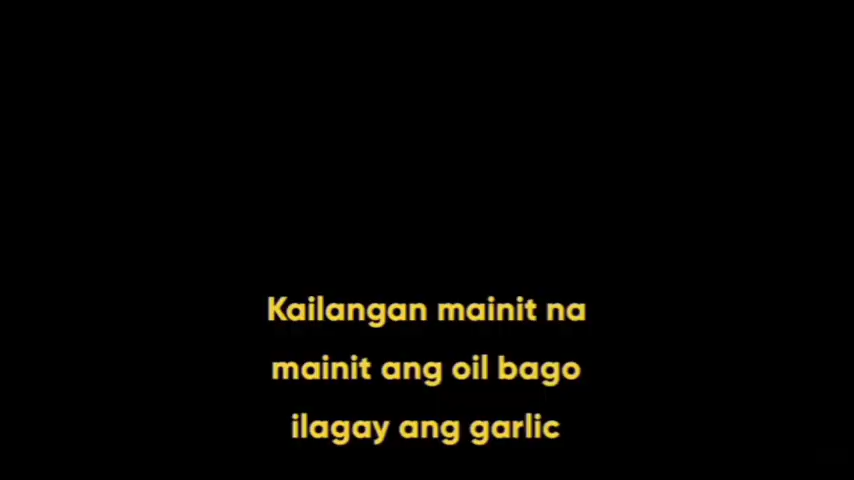 Kailangan mainit na
mainit ang oil bago
ilagay ang garlic